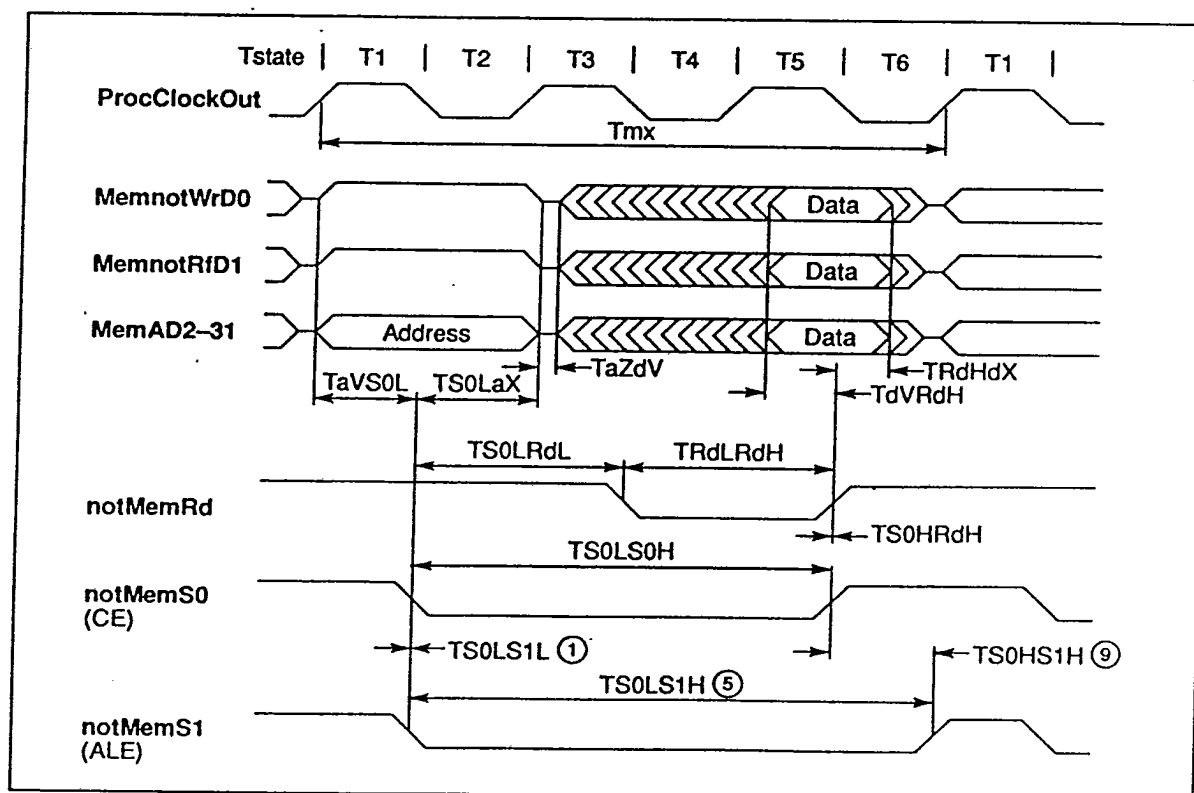 Tstate | T1 | T2 | T3 | T4 | T5 | T6 | T1 |
ProcClockOut
Tmx
MemnotWrD0 Data
MemnotRfD1 Data
MemAD2–31 Address Data
TaZdV TRdHdX
TaVS0L TS0LaX TdVRdH
TS0LRdL TRdLRdH
notMemRd
TS0HRdH
TS0LS0H
notMemS0
(CE)
TS0LS1L ① TS0HS1H ⑨
TS0LS1H ⑤
notMemS1
(ALE)